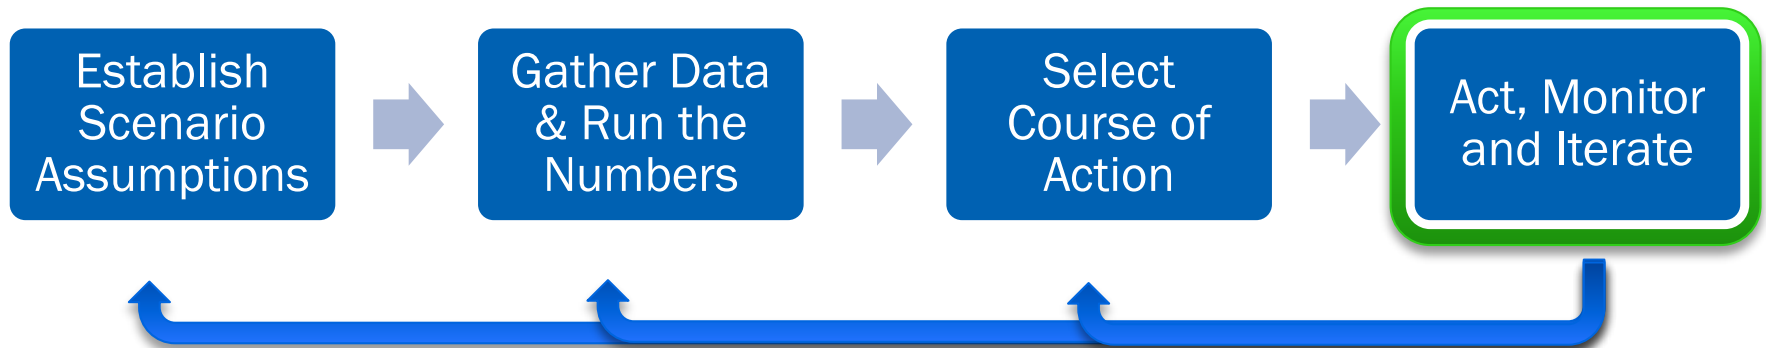 Establish
Scenario
Assumptions
Gather Data
& Run the
Numbers
Select
Course of
Action
Act, Monitor
and Iterate